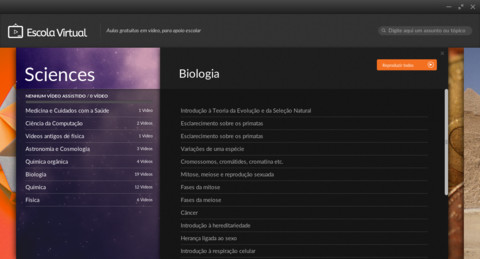 Escola Virtual
Aulas gratuitas em vídeo, para apoio escolar
Digite aqui um assunto ou tópico
Sciences
NENHUM VÍDEO ASSISTIDO / 0 VÍDEO
Medicina e Cuidados com a Saúde 1 Vídeo
Ciência da Computação 2 Vídeos
Vídeos antigos de física 1 Vídeo
Astronomia e Cosmologia 3 Vídeos
Química orgânica 4 Vídeos
Biologia 19 Vídeos
Química 12 Vídeos
Física 6 Vídeos
Biologia
Reproduzir todos
Introdução à Teoria da Evolução e da Seleção Natural
Esclarecimento sobre os primatas
Esclarecimento sobre os primatas
Variações de uma espécie
Cromossomos, cromátides, cromatina etc.
Mitose, meiose e reprodução sexuada
Fases da mitose
Fases da meiose
Câncer
Introdução à hereditariedade
Herança ligada ao sexo
Introdução à respiração celular